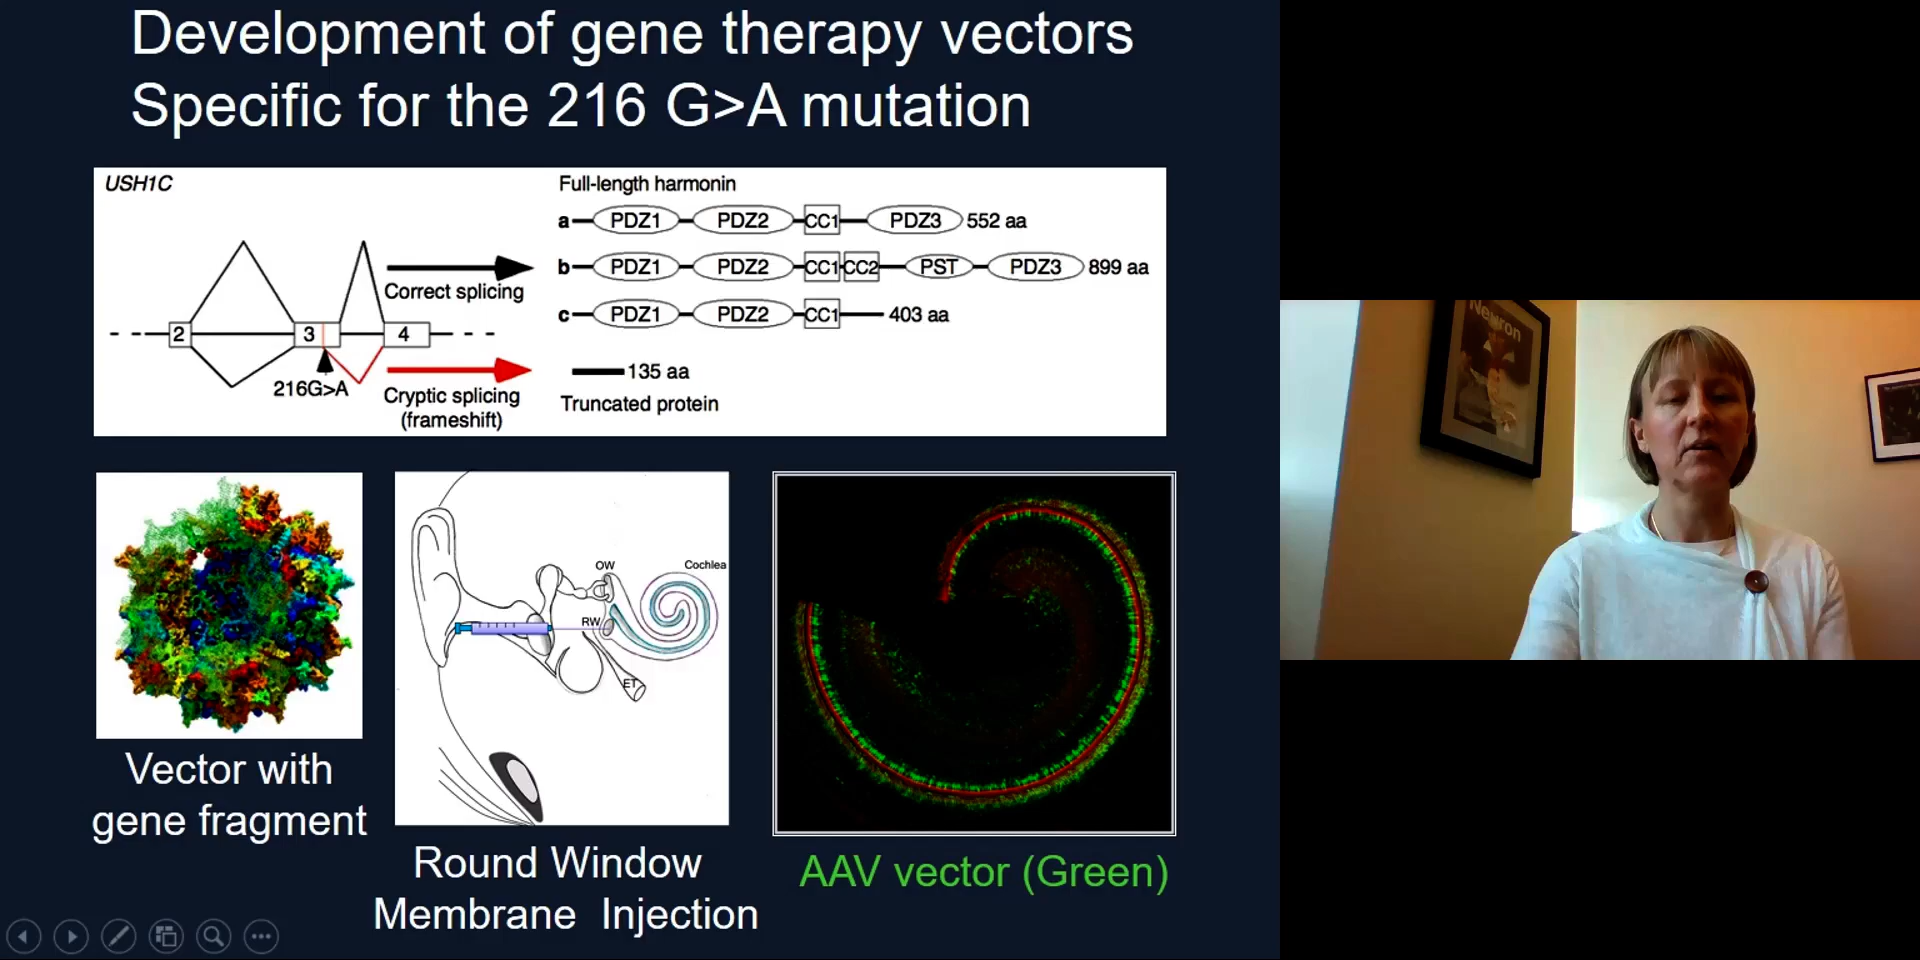 Development of gene therapy vectors
Specific for the 216 G>A mutation
USH1C
2
3
4
216G>A
Correct splicing
Cryptic splicing
(frameshift)
Full-length harmonin
a PDZ1 PDZ2 CC1 PDZ3 552 aa
b PDZ1 PDZ2 CC1 CC2 PST PDZ3 899 aa
c PDZ1 PDZ2 CC1 403 aa
135 aa
Truncated protein
OW
Cochlea
RW
ET
Vector with
gene fragment
Round Window
Membrane Injection
AAV vector (Green)
Neuron